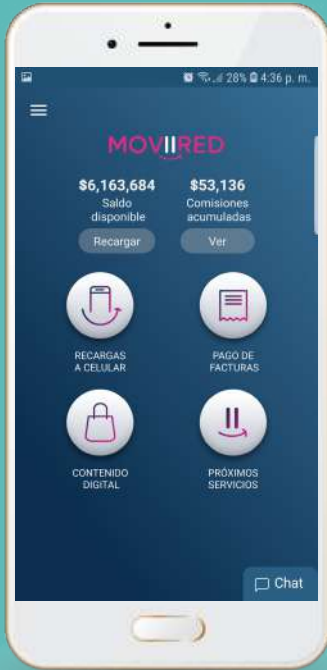 28% 4:36 p. m.
MOVIIRED
$6,163,684 $53,136
Saldo Comisiones
disponible acumuladas
Recargar Ver
RECARGAS PAGO DE
A CELULAR FACTURAS
CONTENIDO PRÓXIMOS
DIGITAL SERVICIOS
Chat